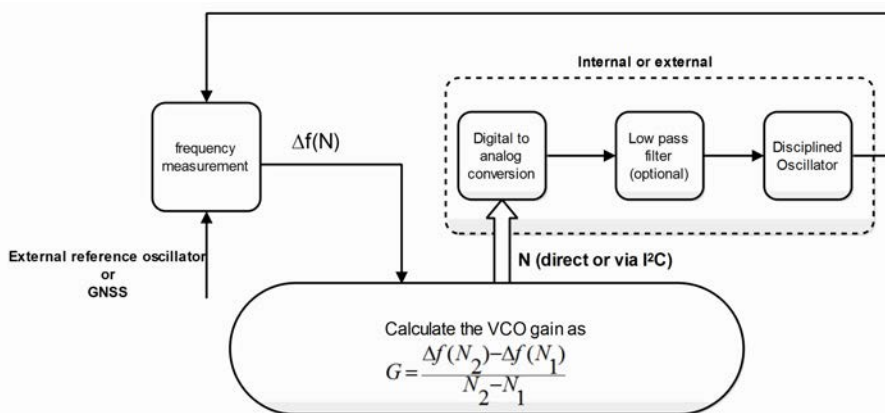 Internal or external
frequency
measurement
Δf(N)
Digital to
analog
conversion
Low pass
filter
(optional)
Disciplined
Oscillator
External reference oscillator
or
GNSS
N (direct or via I²C)
Calculate the VCO gain as
G = (Δf(N₂)−Δf(N₁)) / (N₂−N₁)